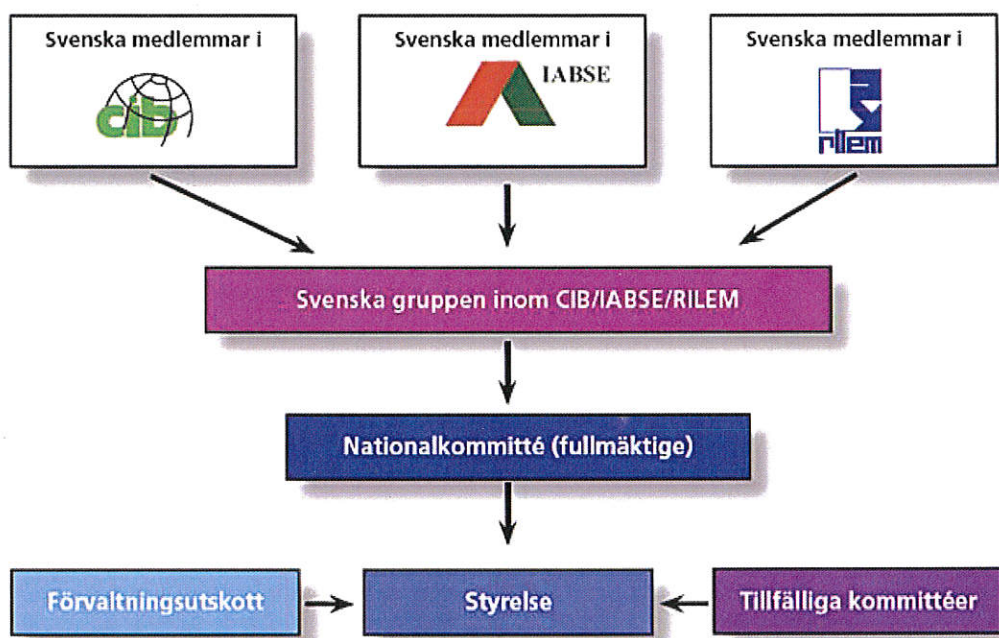 Svenska medlemmar i
cib
Svenska medlemmar i
IABSE
Svenska medlemmar i
rilem
Svenska gruppen inom CIB/IABSE/RILEM
Nationalkommitté (fullmäktige)
Förvaltningsutskott
Styrelse
Tillfälliga kommittéer